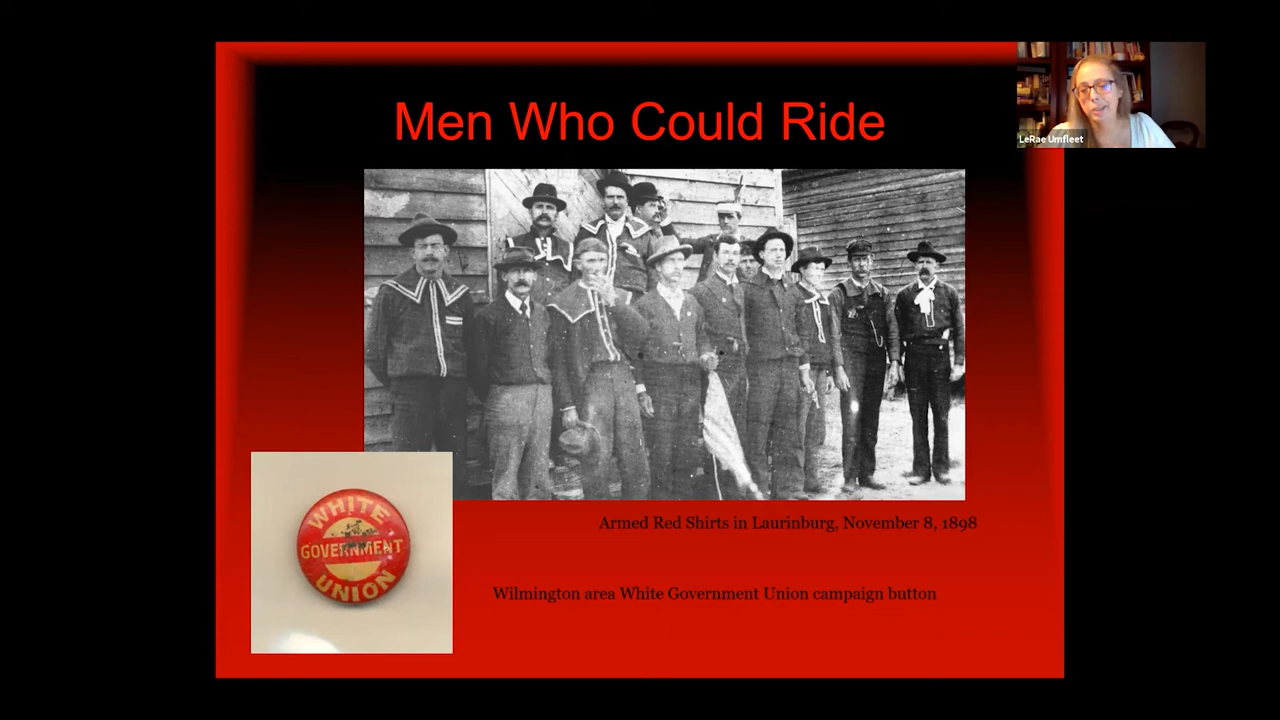 Men Who Could Ride
LeRae Umfleet
WHITE
GOVERNMENT
UNION
Armed Red Shirts in Laurinburg, November 8, 1898
Wilmington area White Government Union campaign button